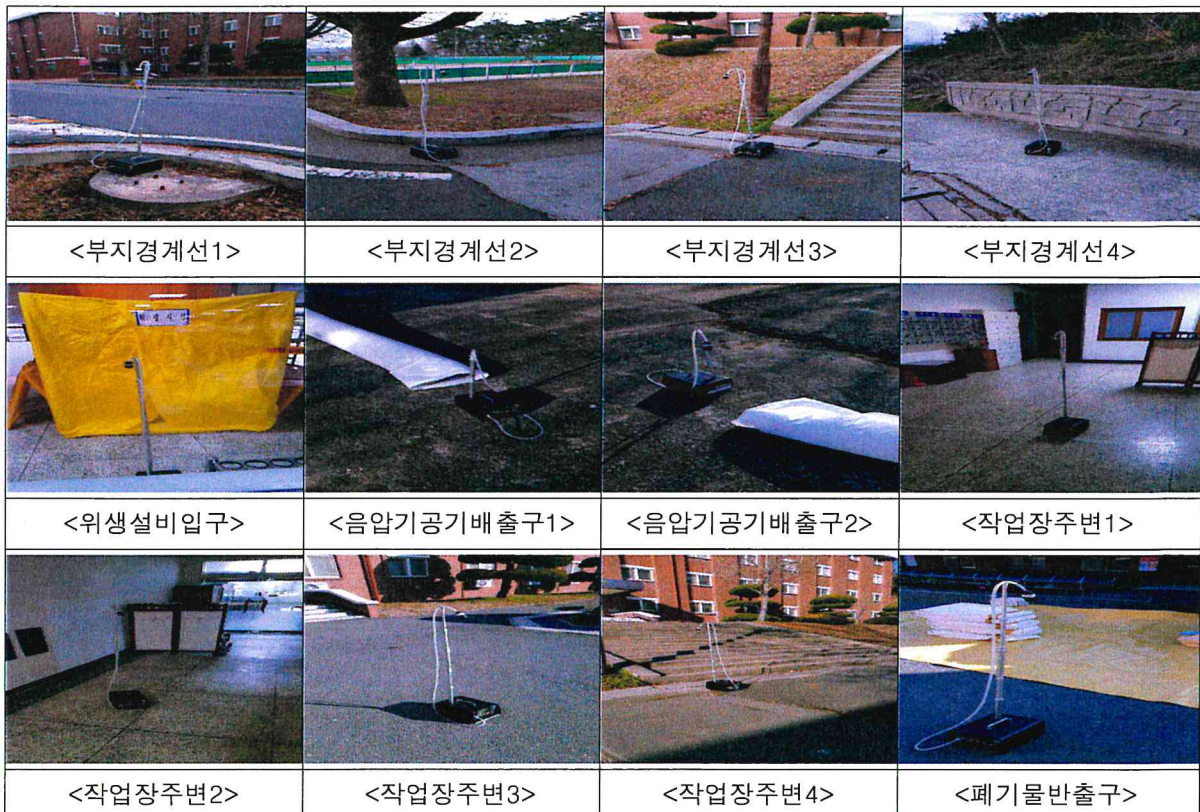 <부지경계선1> <부지경계선2> <부지경계선3> <부지경계선4>
<위생설비입구> <음압기공기배출구1> <음압기공기배출구2> <작업장주변1>
<작업장주변2> <작업장주변3> <작업장주변4> <폐기물반출구>